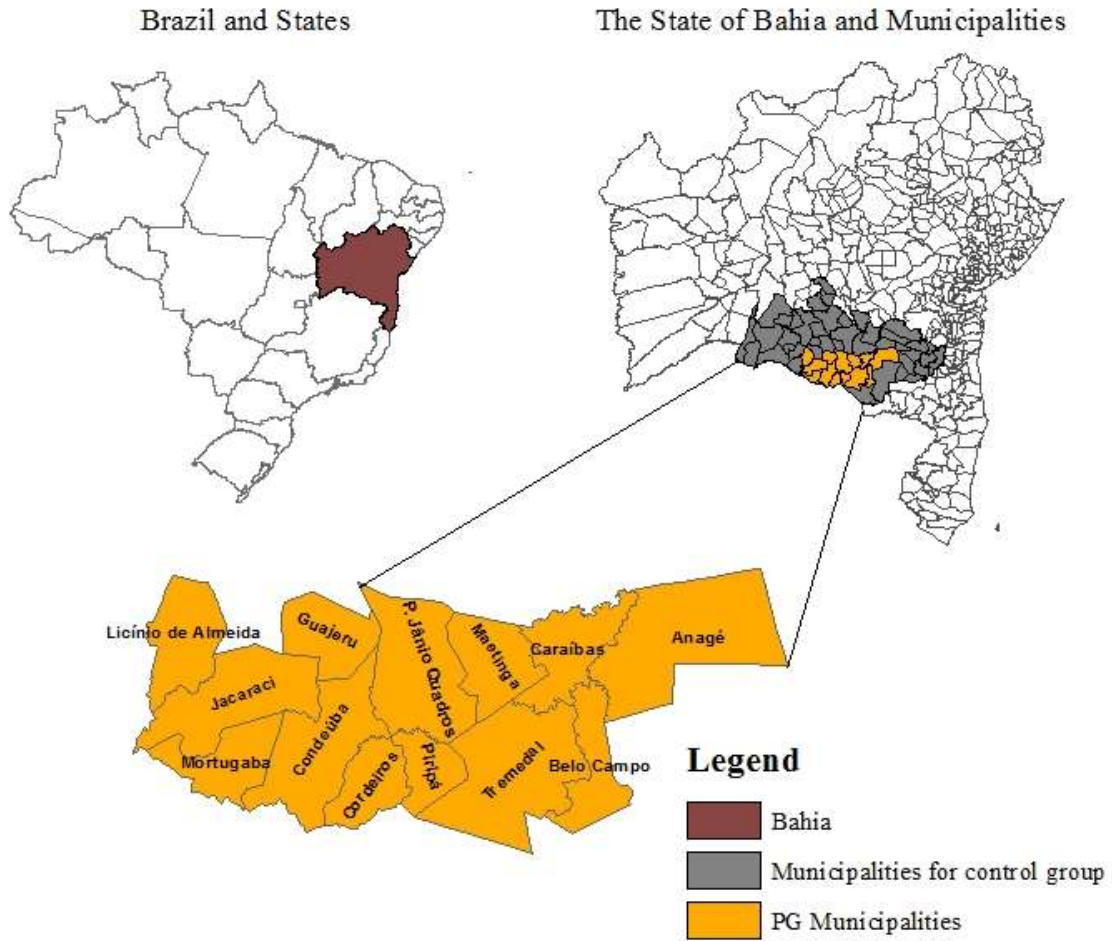 Brazil and States
The State of Bahia and Municipalities
Licínio de Almeida
Guajeru
P. Jânio Quadros
Maetinga
Caraíbas
Anagé
Jacaraci
Condeúba
Mortugaba
Cordeiros
Piripá
Tremedal
Belo Campo
Legend
Bahia
Municipalities for control group
PG Municipalities